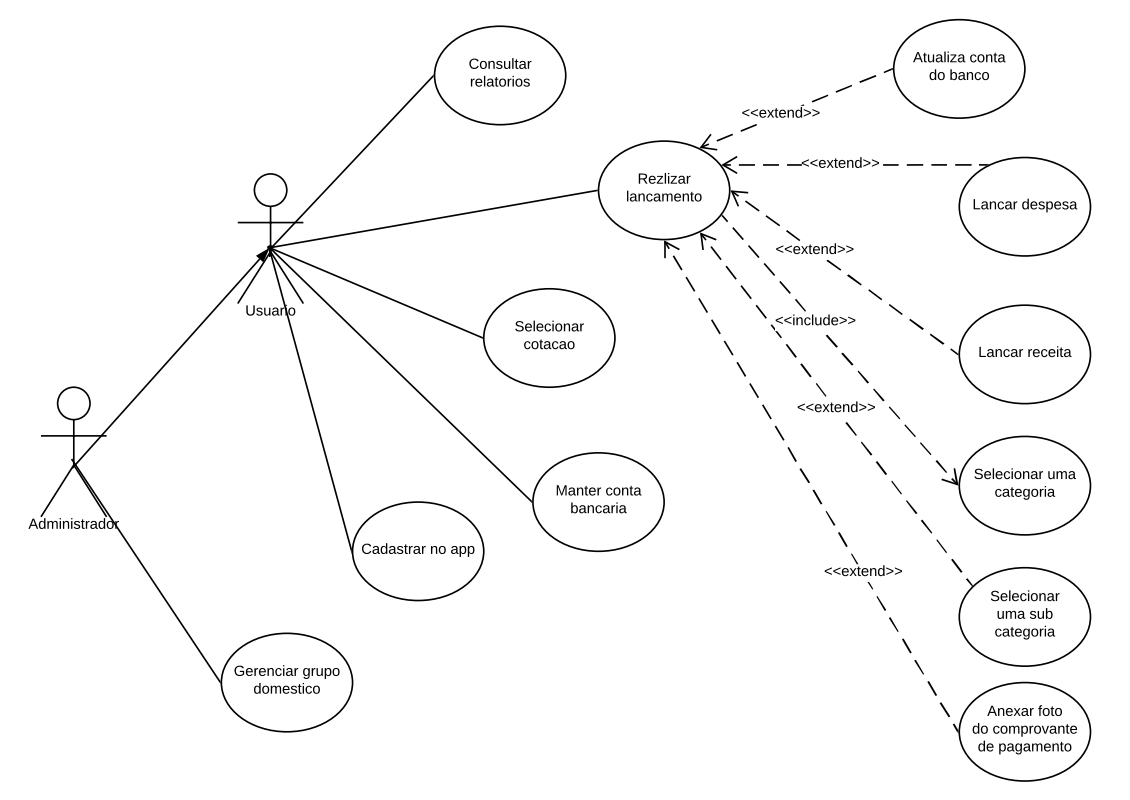 Consultar
relatorios
Atualiza conta
do banco
<<extend>>
<<extend>>
Rezlizar
lancamento
Lancar despesa
<<extend>>
Usuario
<<include>>
Selecionar
cotacao
Lancar receita
<<extend>>
Manter conta
bancaria
Selecionar uma
categoria
Administrador
Cadastrar no app
<<extend>>
Selecionar
uma sub
categoria
Gerenciar grupo
domestico
Anexar foto
do comprovante
de pagamento